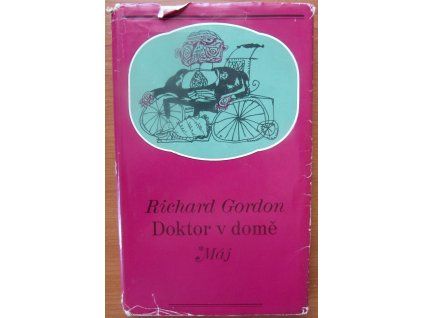 Richard Gordon
Doktor v domě
Máj